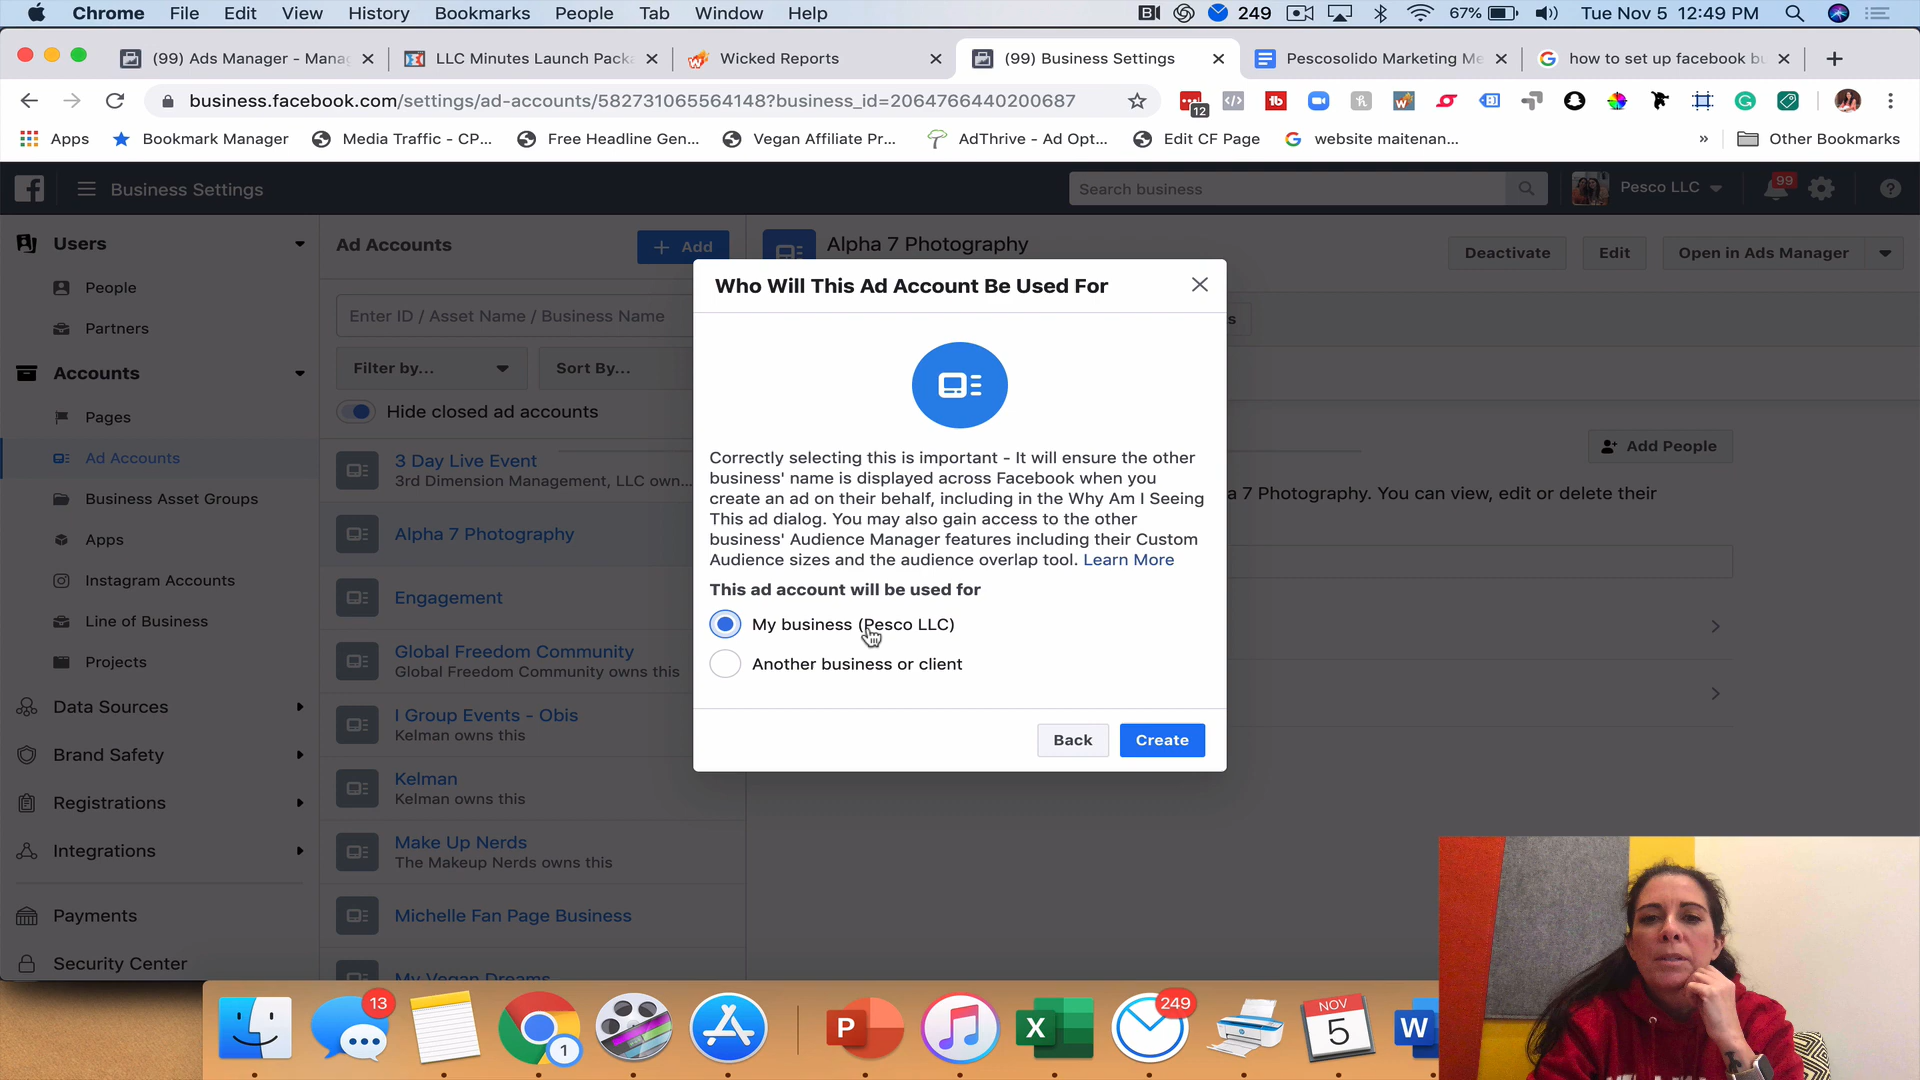 Chrome File Edit View History Bookmarks People Tab Window Help
249 67% Tue Nov 5 12:49 PM
(99) Ads Manager - Mana
LLC Minutes Launch Pack
Wicked Reports
(99) Business Settings
Pescosolido Marketing Me
how to set up facebook bu
business.facebook.com/settings/ad-accounts/582731065564148?business_id=2064766440200687
12
Apps
Bookmark Manager
Media Traffic - CP...
Free Headline Gen...
Vegan Affiliate Pr...
AdThrive - Ad Opt...
Edit CF Page
website maitenan...
»
Other Bookmarks
Business Settings
Search business
Pesco LLC
99
Users
People
Partners
Accounts
Pages
Ad Accounts
Business Asset Groups
Apps
Instagram Accounts
Line of Business
Projects
Data Sources
Brand Safety
Registrations
Integrations
Payments
Security Center
Ad Accounts
+ Add
Enter ID / Asset Name / Business Name
Filter by...
Sort By...
Hide closed ad accounts
3 Day Live Event
3rd Dimension Management, LLC own...
Alpha 7 Photography
Engagement
Global Freedom Community
Global Freedom Community owns this
I Group Events - Obis
Kelman owns this
Kelman
Kelman owns this
Make Up Nerds
The Makeup Nerds owns this
Michelle Fan Page Business
My Vegan Dreams
Alpha 7 Photography
Deactivate
Edit
Open in Ads Manager
s
Add People
a 7 Photography. You can view, edit or delete their
Who Will This Ad Account Be Used For
Correctly selecting this is important - It will ensure the other
business' name is displayed across Facebook when you
create an ad on their behalf, including in the Why Am I Seeing
This ad dialog. You may also gain access to the other
business' Audience Manager features including their Custom
Audience sizes and the audience overlap tool. Learn More
This ad account will be used for
My business (Pesco LLC)
Another business or client
Back
Create
13
1
P
X
249
NOV
5
W